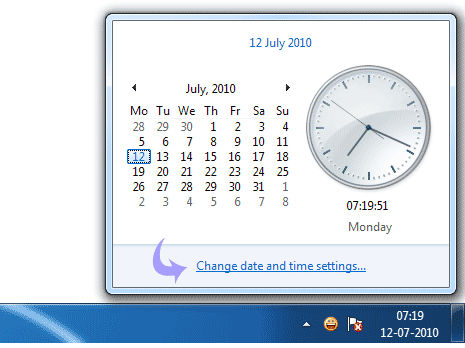 12 July 2010
July, 2010
Mo Tu We Th Fr Sa Su
28 29 30 1 2 3 4
5 6 7 8 9 10 11
12 13 14 15 16 17 18
19 20 21 22 23 24 25
26 27 28 29 30 31 1
2 3 4 5 6 7 8
07:19:51
Monday
Change date and time settings...
07:19
12-07-2010